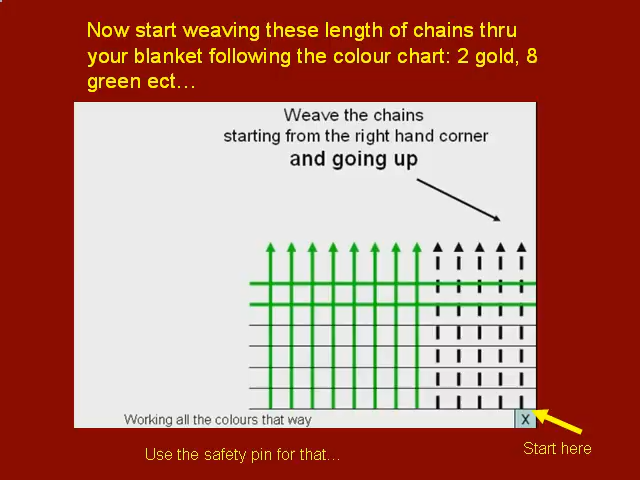 Now start weaving these length of chains thru
your blanket following the colour chart: 2 gold, 8
green ect…
Weave the chains
starting from the right hand corner
and going up
Working all the colours that way
X
Start here
Use the safety pin for that…